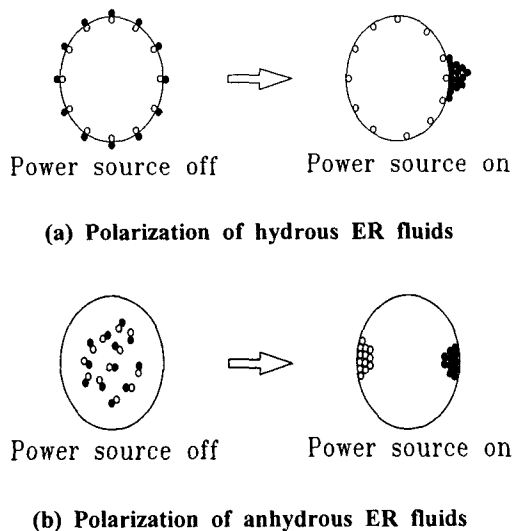 Power source off
Power source on
(a) Polarization of hydrous ER fluids
Power source off
Power source on
(b) Polarization of anhydrous ER fluids